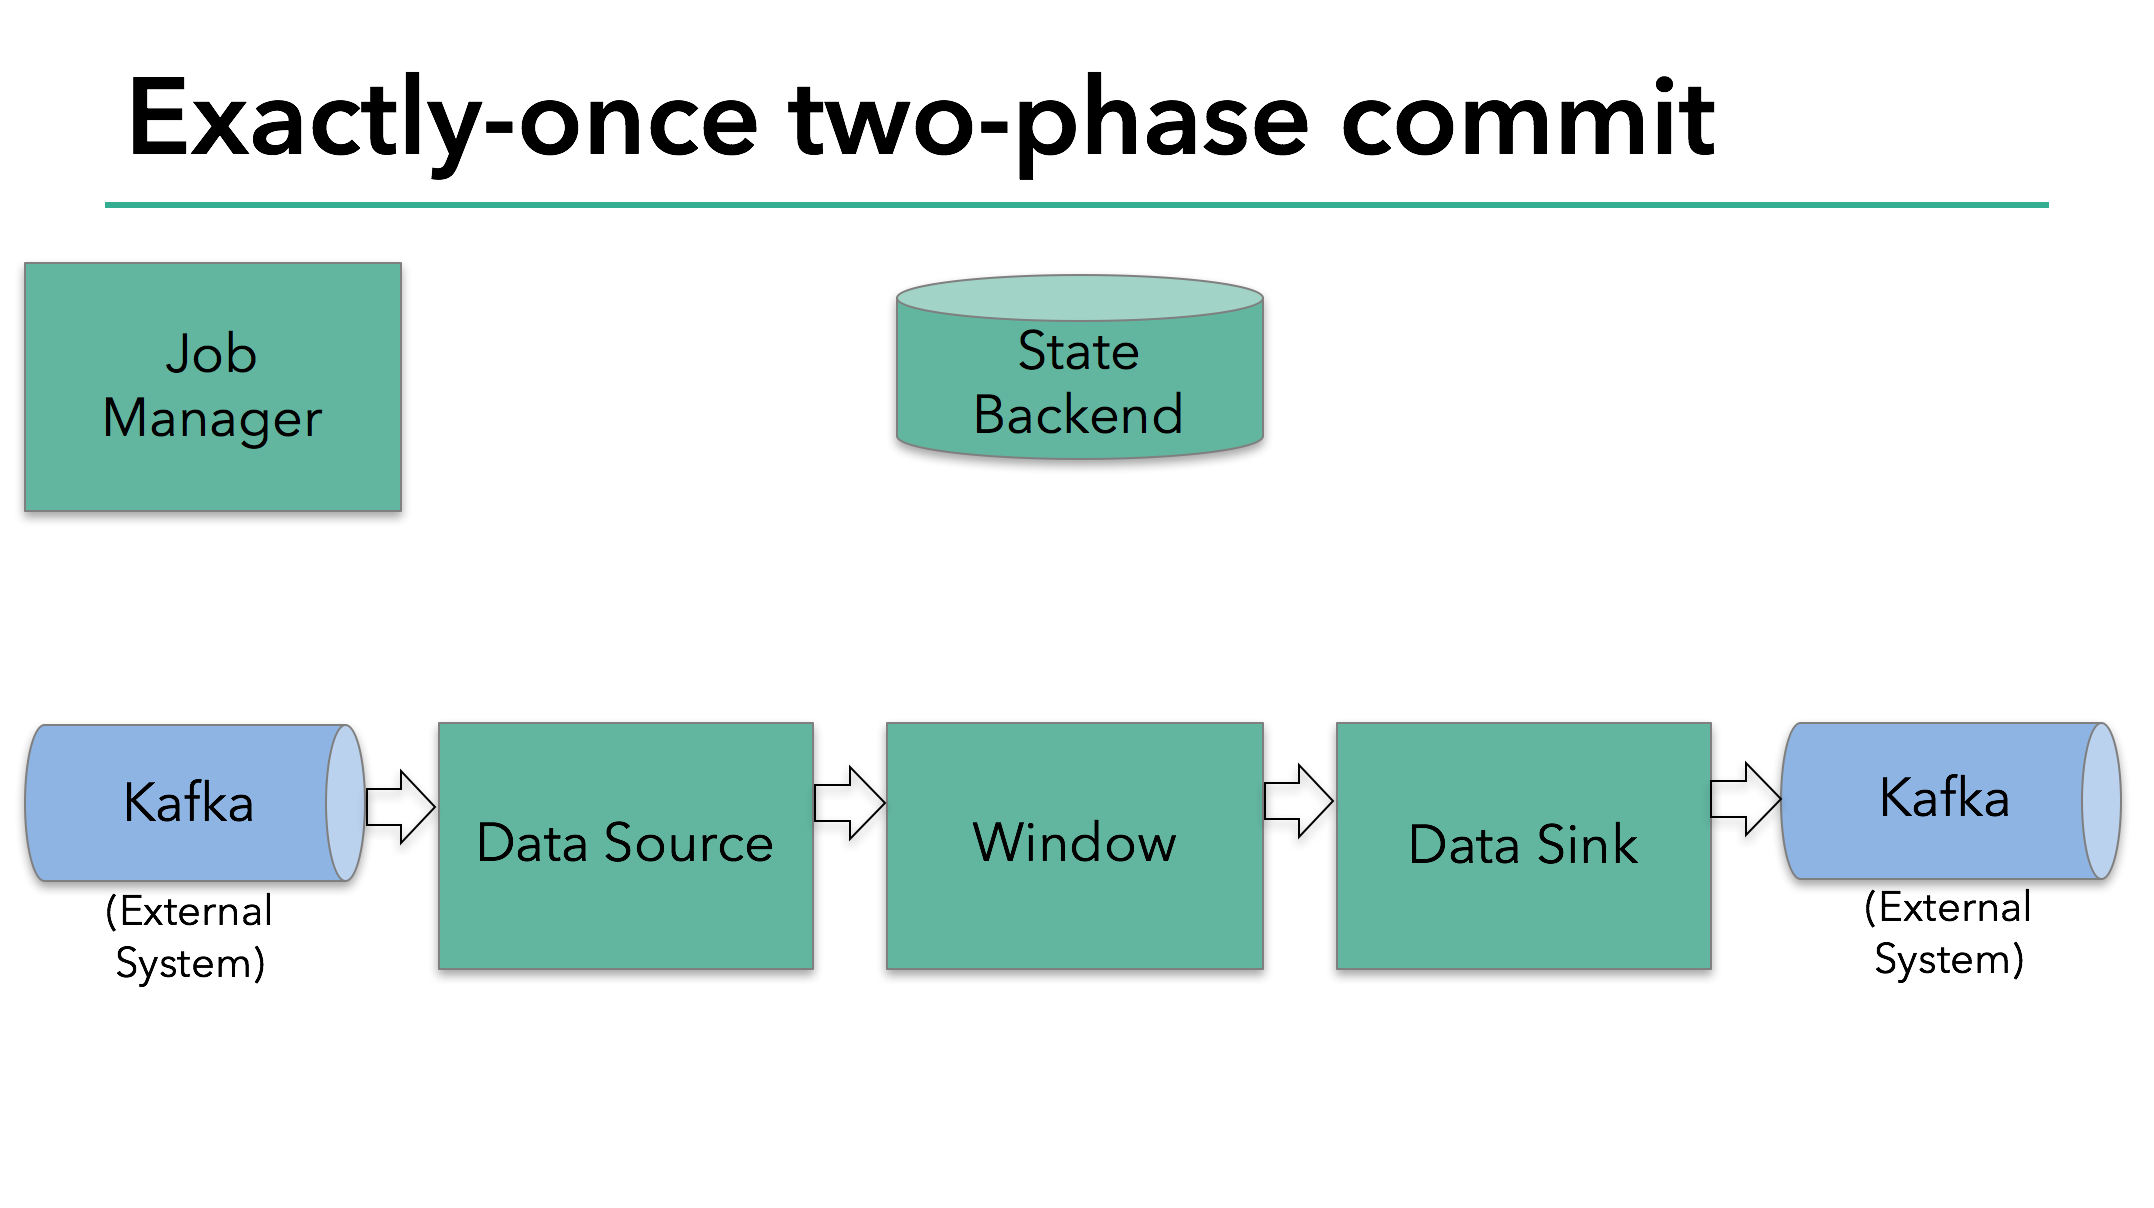 Exactly-once two-phase commit
Job
Manager
State
Backend
Kafka
(External
System)
Data Source
Window
Data Sink
Kafka
(External
System)